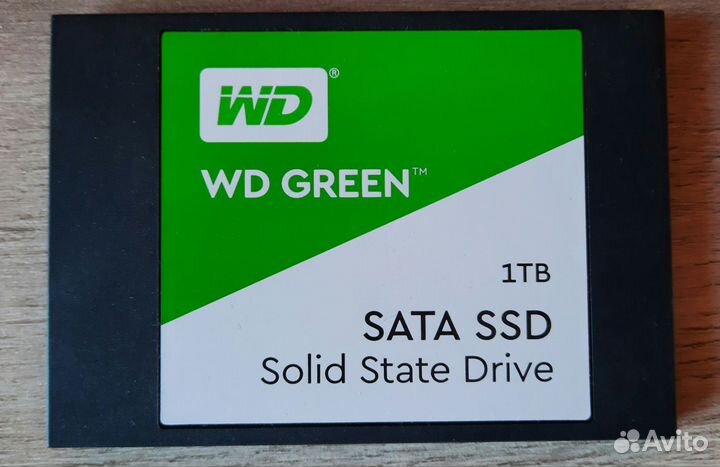 WD®
WD GREEN™
1TB
SATA SSD
Solid State Drive
Avito